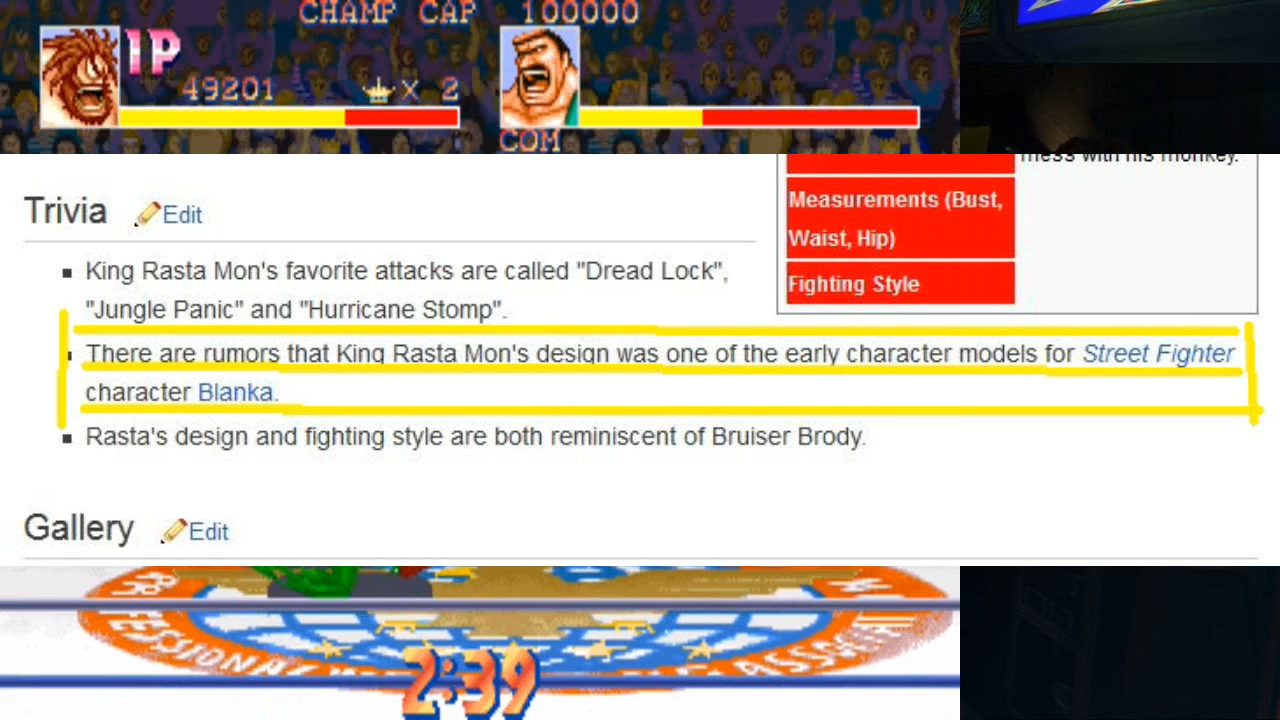 CHAMP CAP 100000
1P
49201 × 2
COM
mess with his monkey.
Measurements (Bust,
Waist, Hip)
Fighting Style
Trivia Edit
King Rasta Mon's favorite attacks are called "Dread Lock",
"Jungle Panic" and "Hurricane Stomp".
There are rumors that King Rasta Mon's design was one of the early character models for Street Fighter
character Blanka.
Rasta's design and fighting style are both reminiscent of Bruiser Brody.
Gallery Edit
2:39